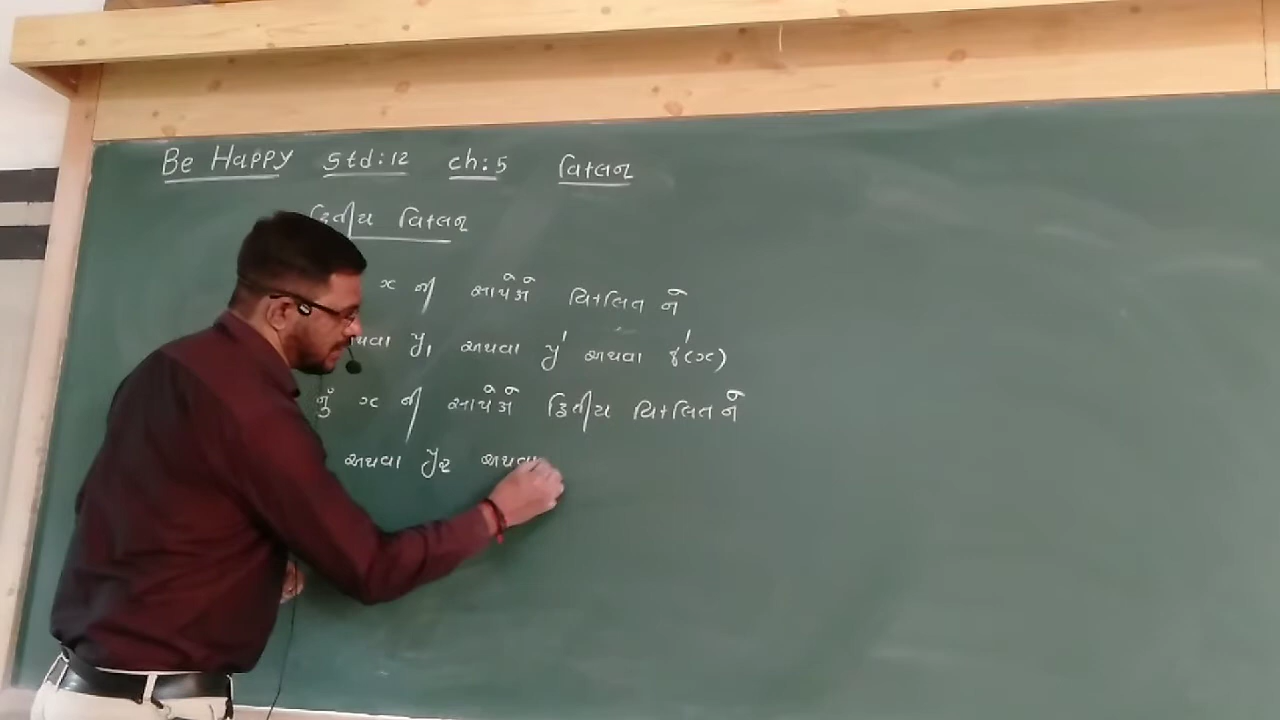 Be Happy Std:12 ch:5 વિકલન
દ્વિતીય વિકલન
x ની સાપેક્ષે વિકલિત ને
અથવા y₁ અથવા y' અથવા f'(x)
નું x ની સાપેક્ષે દ્વિતીય વિકલિત ને
અથવા y₂ અથવા